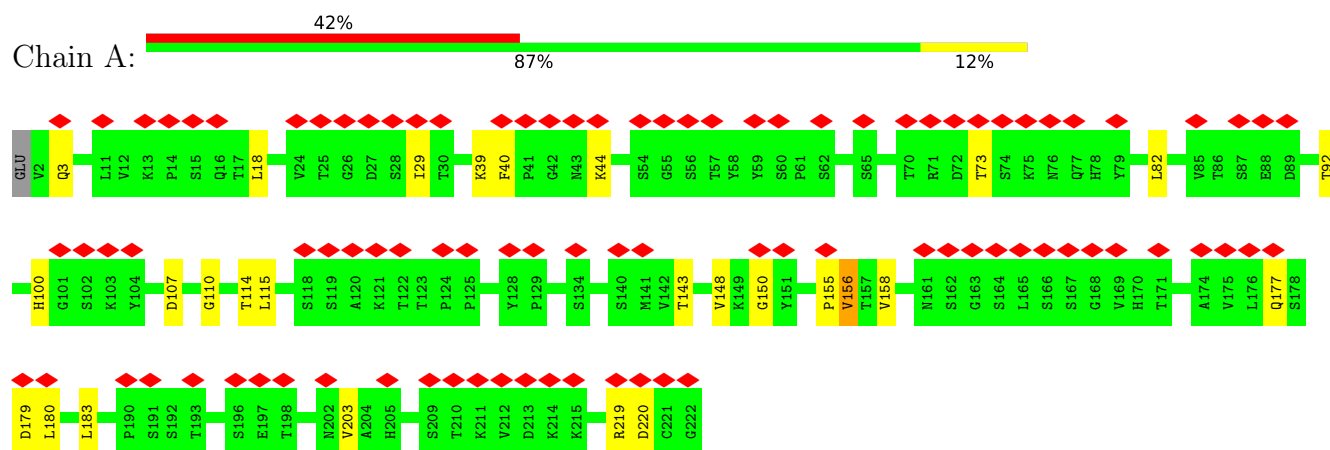 42%
Chain A:
87% 12%
GLU V2 Q3 L11 V12 K13 P14 S15 Q16 T17 L18 V24 T25 G26 D27 S28 I29 T30 K39 F40 P41 G42 N43 K44 S54 G55 S56 T57 Y58 Y59 S60 P61 S62 S65 T70 R71 D72 T73 S74 K75 N76 Q77 H78 Y79 L82 V85 T86 S87 E88 D89 T92
H100 G101 S102 K103 Y104 D107 G110 T114 L115 S118 S119 A120 K121 T122 T123 P124 P125 Y128 P129 S134 S140 M141 V142 T143 V148 K149 G150 Y151 P155 V156 T157 V158 N161 S162 G163 S164 L165 S166 S167 G168 V169 H170 T171 A174 V175 L176 Q177 S178
D179 L180 L183 P190 S191 S192 T193 S196 E197 T198 N202 V203 A204 H205 S209 T210 K211 V212 D213 K214 K215 R219 D220 C221 G222